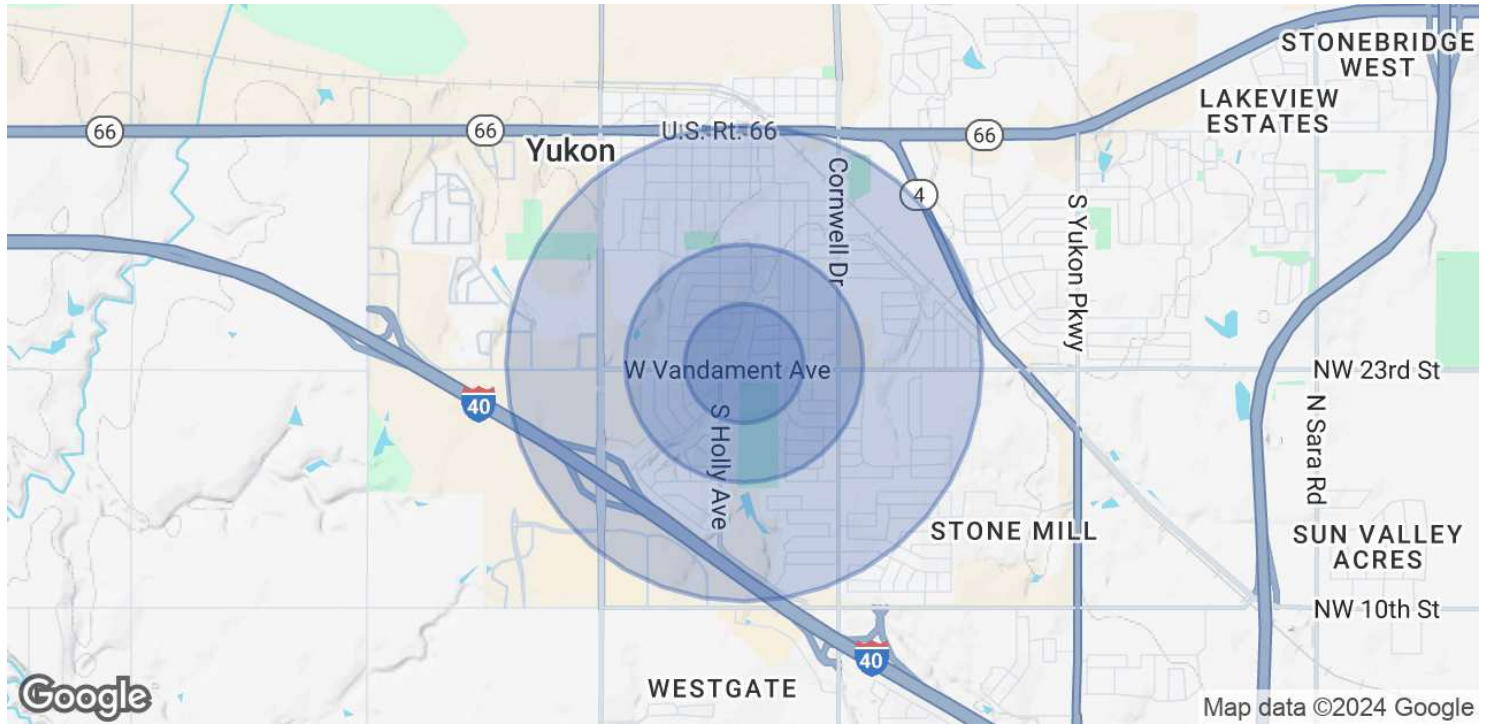 STONEBRIDGE
WEST
LAKEVIEW
ESTATES
66
66
U.S. Rt. 66
66
Yukon
Cornwell Dr
4
S Yukon Pkwy
W Vandament Ave
NW 23rd St
40
S Holly Ave
N Sara Rd
STONE MILL
SUN VALLEY
ACRES
NW 10th St
40
WESTGATE
Google
Map data ©2024 Google